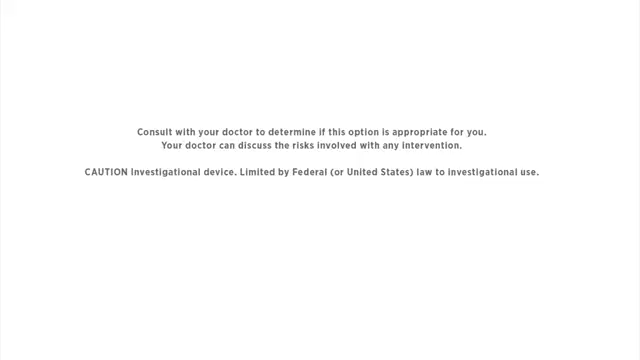 Consult with your doctor to determine if this option is appropriate for you.
Your doctor can discuss the risks involved with any intervention.
CAUTION Investigational device. Limited by Federal (or United States) law to investigational use.